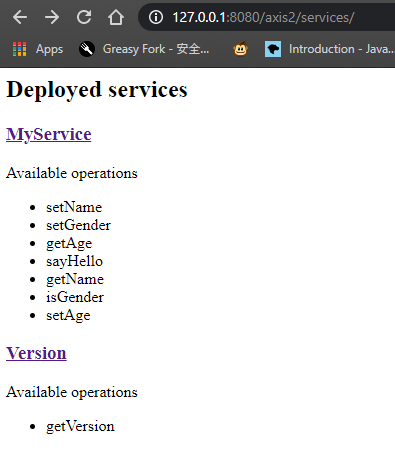 127.0.0.1:8080/axis2/services/
Apps Greasy Fork - 安全... Introduction - Java...
Deployed services
MyService
Available operations
setName
setGender
getAge
sayHello
getName
isGender
setAge
Version
Available operations
getVersion